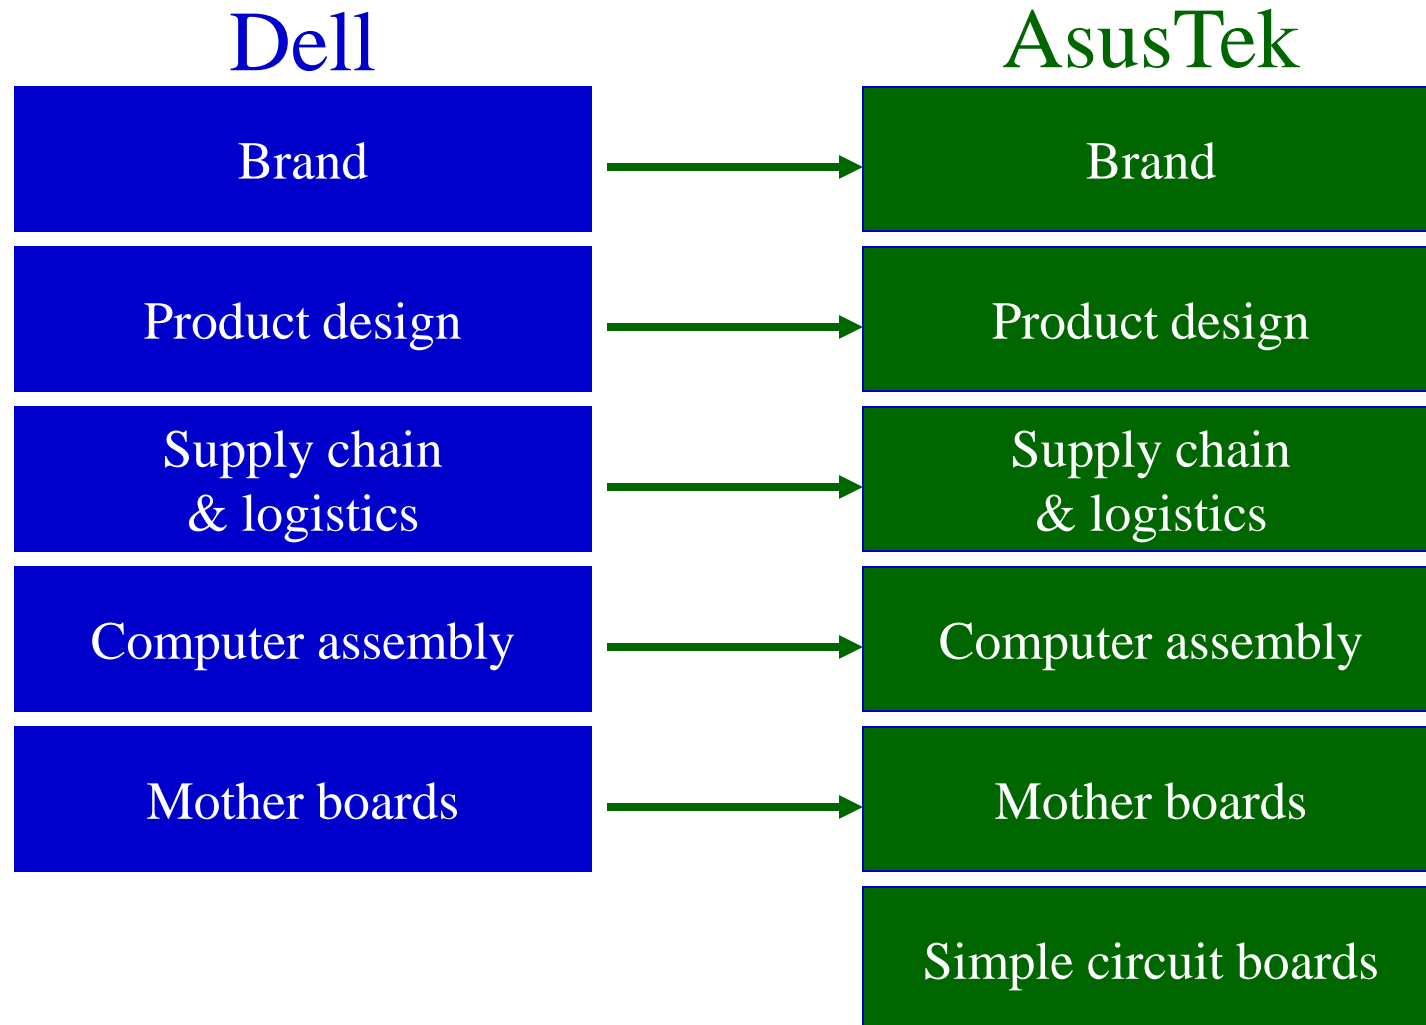 Dell
AsusTek
Brand
Brand
Product design
Product design
Supply chain
& logistics
Supply chain
& logistics
Computer assembly
Computer assembly
Mother boards
Mother boards
Simple circuit boards